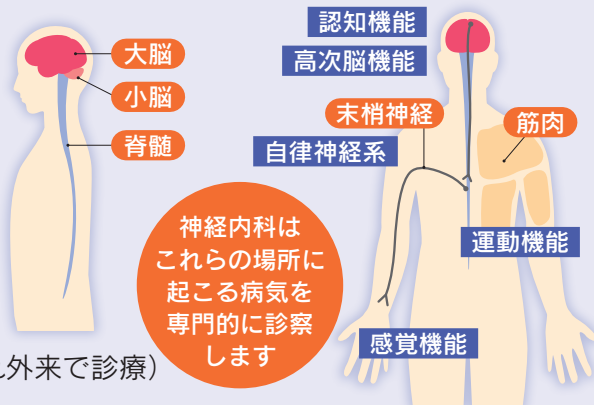 大脳
小脳
脊髄
認知機能
高次脳機能
末梢神経
筋肉
自律神経系
運動機能
感覚機能
神経内科は
これらの場所に
起こる病気を
専門的に診察
します
外来で診療）